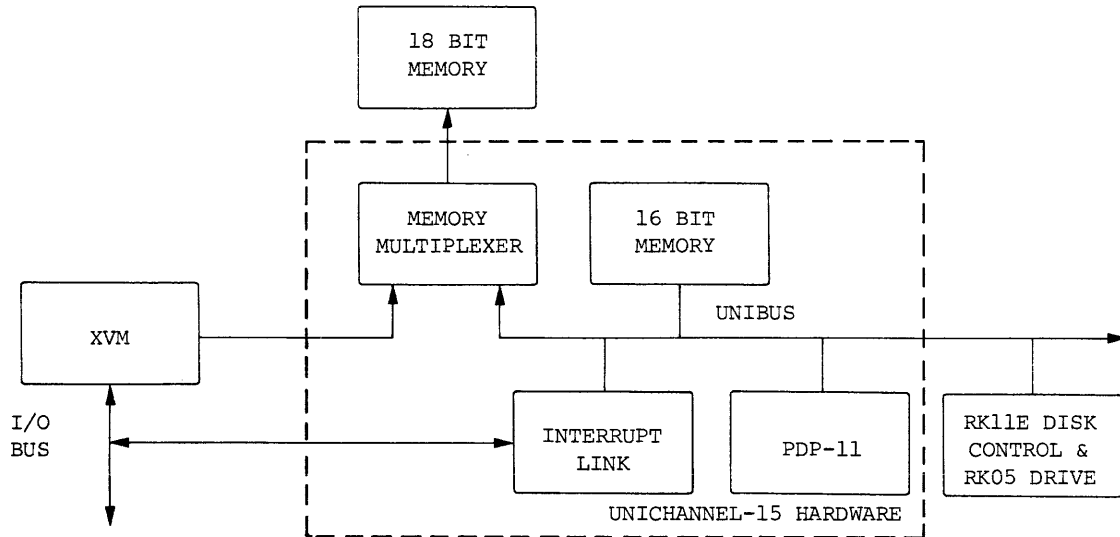 18 BIT
MEMORY
MEMORY
MULTIPLEXER
16 BIT
MEMORY
UNIBUS
XVM
I/O
BUS
INTERRUPT
LINK
PDP-11
RK11E DISK
CONTROL &
RK05 DRIVE
UNICHANNEL-15 HARDWARE